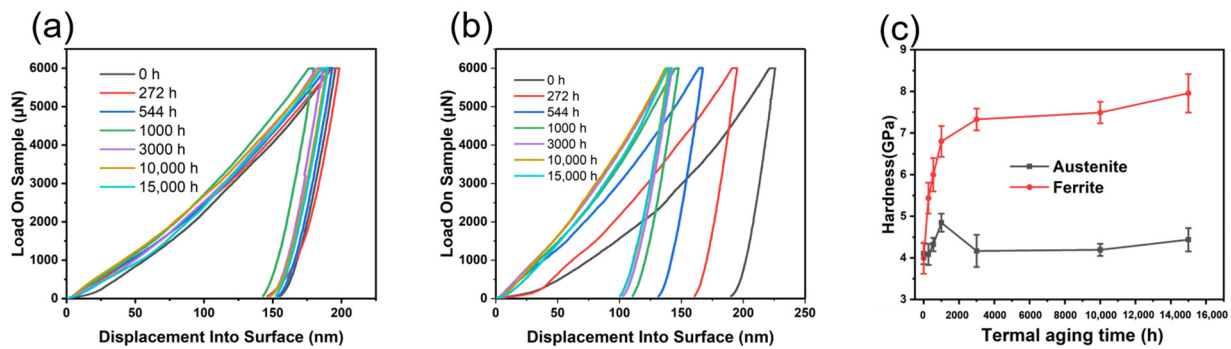 (a)
Load On Sample (μN)
6000
5000
4000
3000
2000
1000
0
0 h
272 h
544 h
1000 h
3000 h
10,000 h
15,000 h
0 50 100 150 200
Displacement Into Surface (nm)
(b)
Load On Sample (μN)
6000
5000
4000
3000
2000
1000
0
0 h
272 h
544 h
1000 h
3000 h
10,000 h
15,000 h
0 50 100 150 200 250
Displacement Into Surface (nm)
(c)
Hardness(GPa)
9
8
7
6
5
4
3
Austenite
Ferrite
0 2000 4000 6000 8000 10,000 12,000 14,000 16,000
Termal aging time (h)